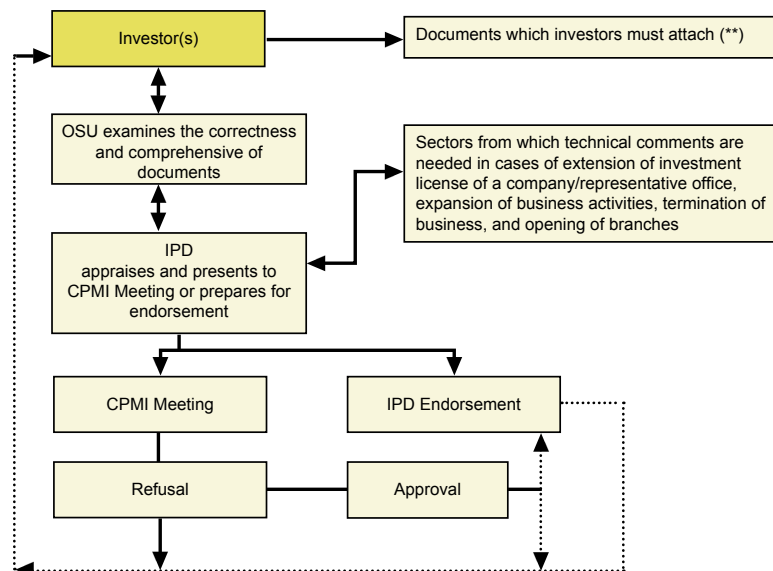 Investor(s)
Documents which investors must attach (**)
OSU examines the correctness
and comprehensive of
documents
Sectors from which technical comments are
needed in cases of extension of investment
license of a company/representative office,
expansion of business activities, termination of
business, and opening of branches
IPD
appraises and presents to
CPMI Meeting or prepares for
endorsement
CPMI Meeting
IPD Endorsement
Refusal
Approval